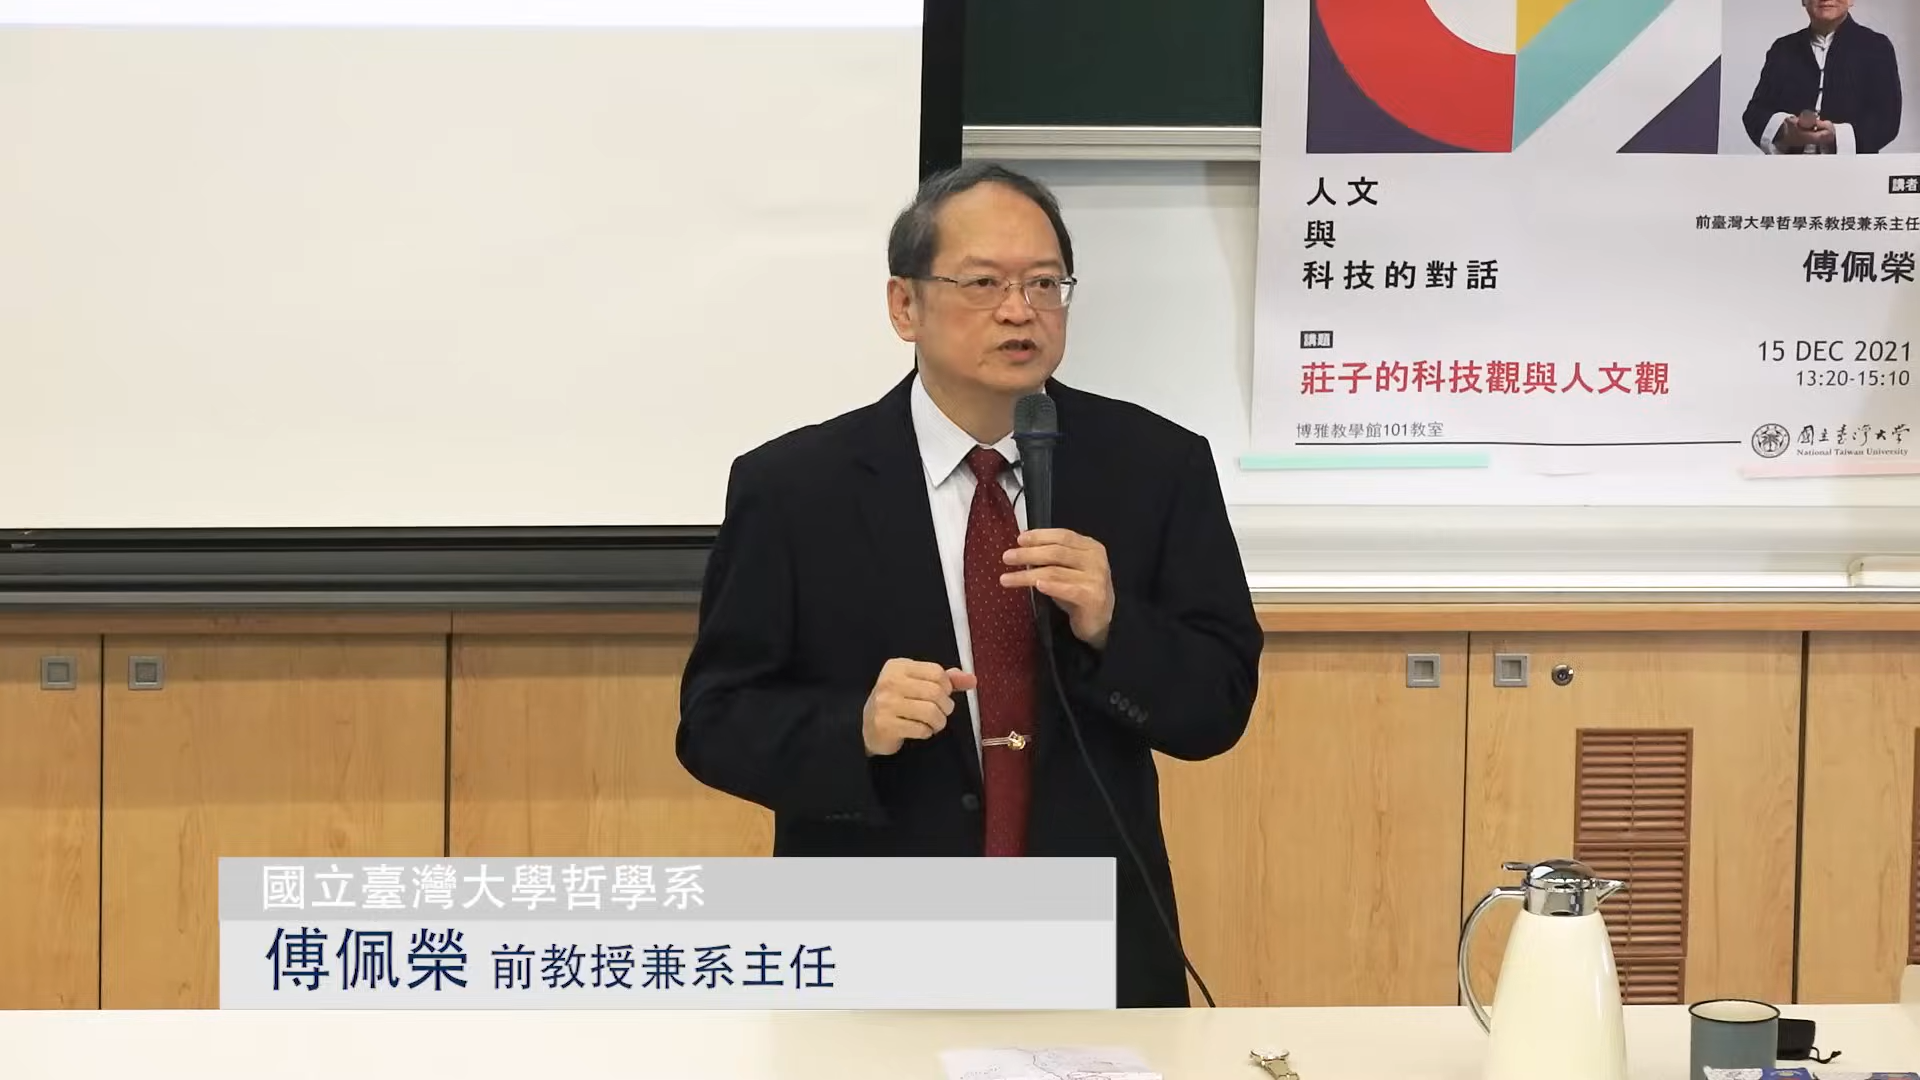 人文
與
科技的對話
講者
前臺灣大學哲學系教授兼系主任
傅佩榮
講題
莊子的科技觀與人文觀
15 DEC 2021
13:20-15:10
博雅教學館101教室
國立臺灣大學
National Taiwan University
國立臺灣大學哲學系
傅佩榮 前教授兼系主任